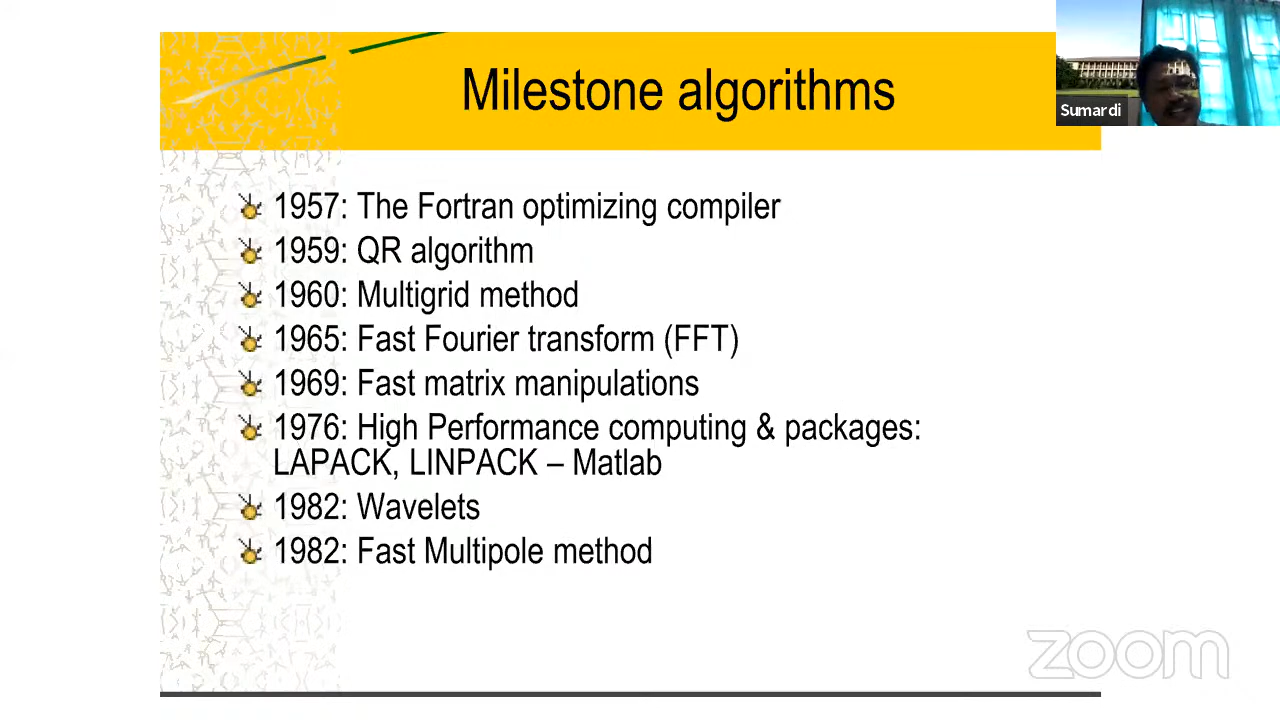 Milestone algorithms
Sumardi
1957: The Fortran optimizing compiler
1959: QR algorithm
1960: Multigrid method
1965: Fast Fourier transform (FFT)
1969: Fast matrix manipulations
1976: High Performance computing & packages:
LAPACK, LINPACK – Matlab
1982: Wavelets
1982: Fast Multipole method
zoom